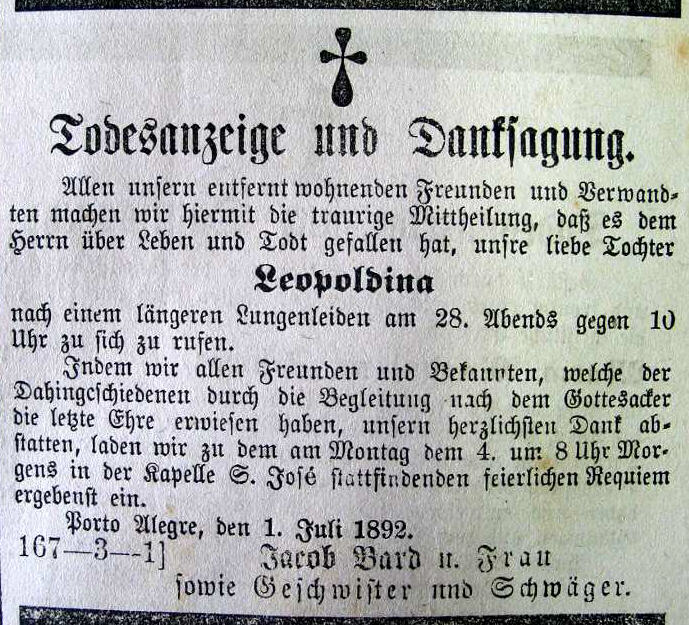 Todesanzeige und Danksagung.
Allen unsern entfernt wohnenden Freunden und Verwand-
ten machen wir hiermit die traurige Mittheilung, daß es dem
Herrn über Leben und Todt gefallen hat, unsre liebe Tochter
Leopoldina
nach einem längeren Lungenleiden am 28. Abends gegen 10
Uhr zu sich zu rufen.
Indem wir allen Freunden und Bekannten, welche der
Dahingeschiedenen durch die Begleitung nach dem Gottesacker
die letzte Ehre erwiesen haben, unsern herzlichsten Dank ab-
statten, laden wir zu dem am Montag dem 4. um 8 Uhr Mor-
gens in der Kapelle S. José stattfindenden feierlichen Requiem
ergebenst ein.
Porto Alegre, den 1. Juli 1892.
167—3—1]
Jacob Bard u. Frau
sowie Geschwister und Schwäger.